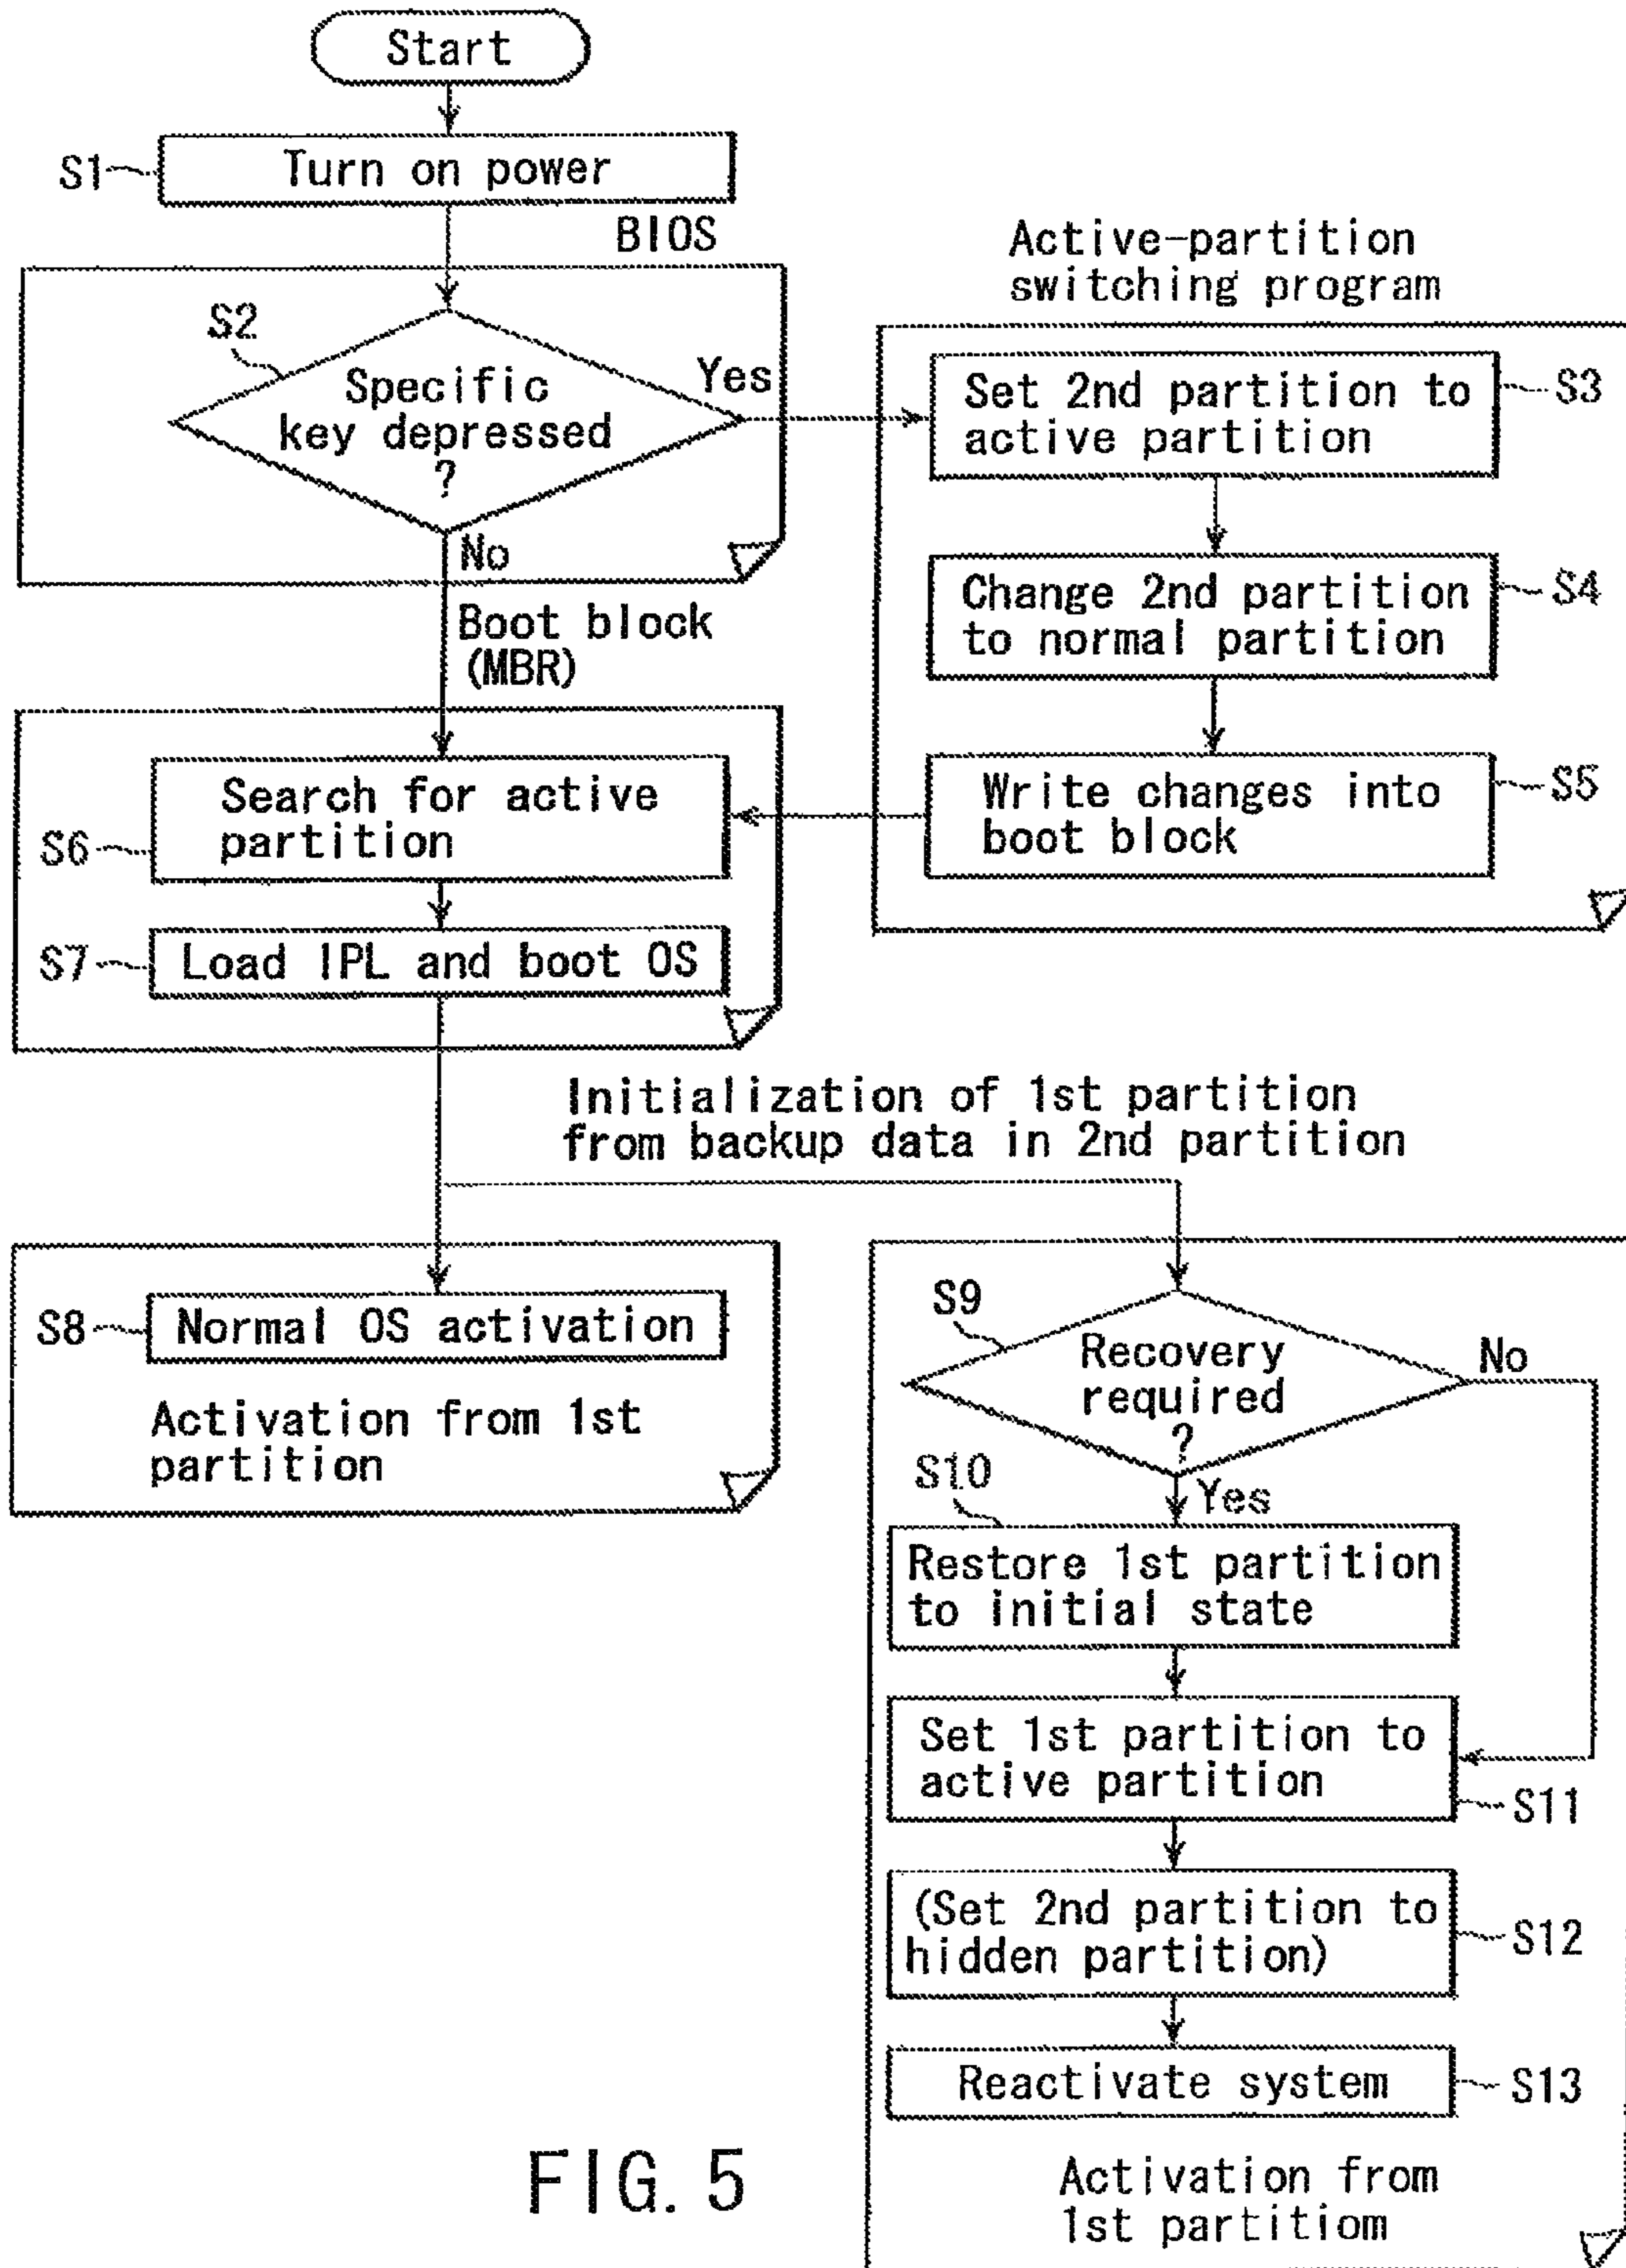 Start
S1
Turn on power
BIOS
S2
Specific
key depressed
?
Yes
No
Active-partition
switching program
Set 2nd partition to
active partition
S3
Change 2nd partition
to normal partition
S4
Write changes into
boot block
S5
Boot block
(MBR)
Search for active
partition
S6
S7
Load IPL and boot OS
Initialization of 1st partition
from backup data in 2nd partition
S8
Normal OS activation
Activation from 1st
partition
S9
Recovery
required
?
No
Yes
S10
Restore 1st partition
to initial state
Set 1st partition to
active partition
S11
(Set 2nd partition to
hidden partition)
S12
Reactivate system
S13
Activation from
1st partitiom
FIG. 5